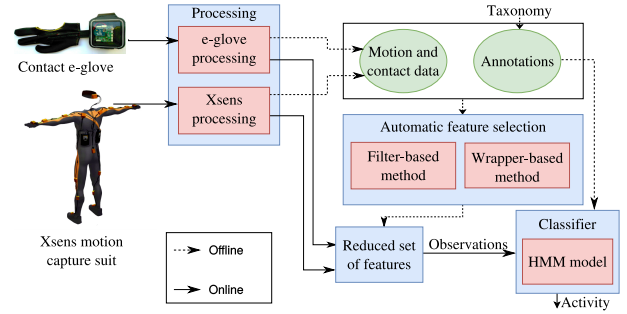 Processing
Taxonomy
e-glove
processing
Contact e-glove
Motion and
contact data
Annotations
Xsens
processing
Automatic feature selection
Filter-based
method
Wrapper-based
method
Xsens motion
capture suit
Offline
Online
Reduced set
of features
Observations
Classifier
HMM model
Activity